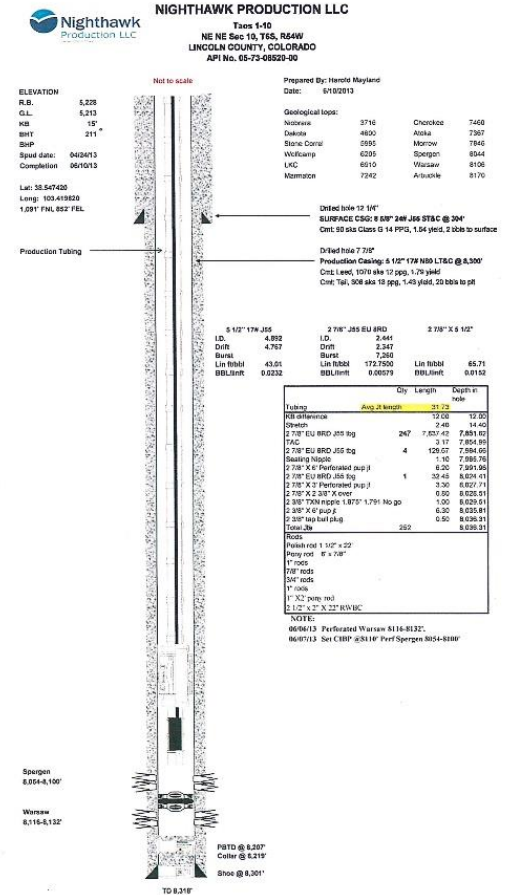 Nighthawk
Production LLC
NIGHTHAWK PRODUCTION LLC
Taos 1-10
NE NE Sec 10, T6S, R54W
LINCOLN COUNTY, COLORADO
API No. 05-73-06520-00
Not to scale
Prepared By: Harold Mayland
Date: 6/10/2013
ELEVATION
R.B. 5,228
G.L. 5,213
KB 15'
BHT 211 °
BHP
Spud date: 04/24/13
Completion 06/10/13
Lat: 38.547420
Long: 103.419820
1,091' FNL 852' FEL
Geological tops:
Niobrara 3716 Cherokee 7460
Dakota 4600 Atoka 7367
Stone Corral 5995 Morrow 7846
Wolfcamp 6205 Spergen 8044
LKC 6910 Warsaw 8106
Marmaton 7242 Arbuckle 8170
Drilled hole 12 1/4"
SURFACE CSG: 8 5/8" 24# J55 ST&C @ 304'
Cmt: 90 sks Class G 14 PPG, 1.54 yield, 2 bbls to surface
Production Tubing
Drilled hole 7 7/8"
Production Casing: 5 1/2" 17# N80 LT&C @ 8,300'
Cmt: Lead, 1070 sks 12 ppg, 1.79 yield
Cmt: Tail, 308 sks 13 ppg, 1.43 yield, 20 bbls to pit
5 1/2" 17# J55 2 7/8" J55 EU 8RD 2 7/8" X 5 1/2"
I.D. 4.892 I.D. 2.441
Drift 4.767 Drift 2.347
Burst Burst 7,260
Lin ft/bbl 43.01 Lin ft/bbl 172.7500 Lin ft/bbl 65.71
BBL/linft 0.0232 BBL/linft 0.00579 BBL/linft 0.0152
Qty Length Depth in hole
Tubing Avg Jt length 31.73
KB difference 12.00 12.00
Stretch 2.40 14.40
2 7/8" EU 8RD J55 tbg 247 7,837.42 7,851.82
TAC 3.17 7,854.99
2 7/8" EU 8RD J55 tbg 4 129.67 7,984.66
Seating Nipple 1.10 7,985.76
2 7/8" X 6' Perforated pup jt 6.20 7,991.96
2 7/8" EU 8RD J55 tbg 1 32.45 8,024.41
2 7/8" X 3' Perforated pup jt 3.30 8,027.71
2 7/8" X 2 3/8" X over 0.80 8,028.51
2 3/8" TXN nipple 1.875" 1.791 No go 1.00 8,029.51
2 3/8" X 6' pup jt 6.30 8,035.81
2 3/8" tap bull plug 0.50 8,036.31
Total Jts 252 8,036.31
Rods
Polish rod 1 1/2" x 22'
Pony rod 6' x 7/8"
1" rods
7/8" rods
3/4" rods
1" rods
1" X2' pony rod
2 1/2" x 2" X 22' RWBC
NOTE:
06/06/13 Perforated Warsaw 8116-8132'.
06/07/13 Set CIBP @8110' Perf Spergen 8054-8100'
Spergen
8,054-8,100'
Warsaw
8,116-8,132'
PBTD @ 8,207'
Collar @ 8,219'
Shoe @ 8,301'
TD 8,318'